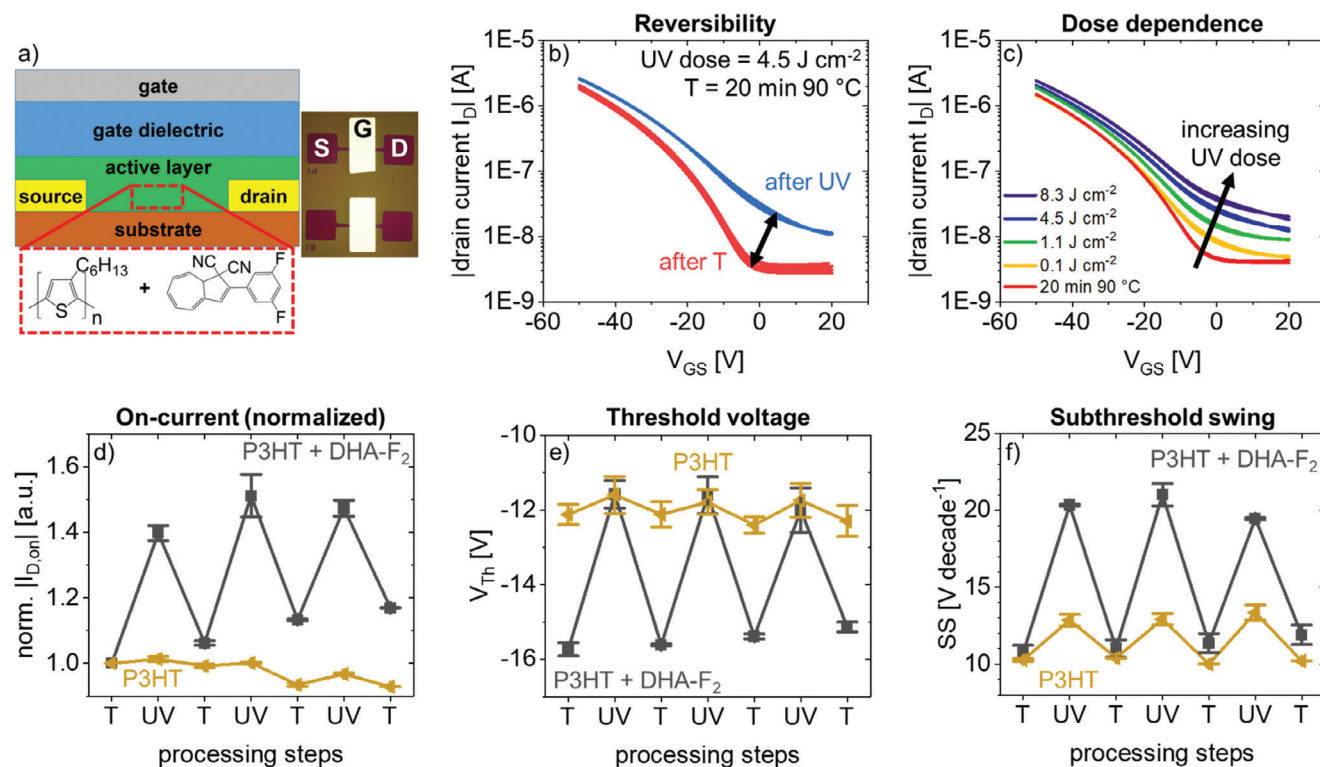 a)
gate
gate dielectric
active layer
source
drain
substrate
S G D
C₆H₁₃
S
n
+
NC
CN
F
F
Reversibility
b)
UV dose = 4.5 J cm⁻²
T = 20 min 90 °C
after UV
after T
|drain current I_D| [A]
1E-5
1E-6
1E-7
1E-8
1E-9
-60 -40 -20 0 20
V_GS [V]
Dose dependence
c)
increasing
UV dose
8.3 J cm⁻²
4.5 J cm⁻²
1.1 J cm⁻²
0.1 J cm⁻²
20 min 90 °C
|drain current I_D| [A]
1E-5
1E-6
1E-7
1E-8
1E-9
-60 -40 -20 0 20
V_GS [V]
On-current (normalized)
d)
P3HT + DHA-F₂
P3HT
norm. |I_D,on| [a.u.]
1.6
1.4
1.2
1.0
T UV T UV T UV T
processing steps
Threshold voltage
e)
P3HT
P3HT + DHA-F₂
V_Th [V]
-10
-12
-14
-16
T UV T UV T UV T
processing steps
Subthreshold swing
f)
P3HT + DHA-F₂
P3HT
SS [V decade⁻¹]
25
20
15
10
T UV T UV T UV T
processing steps